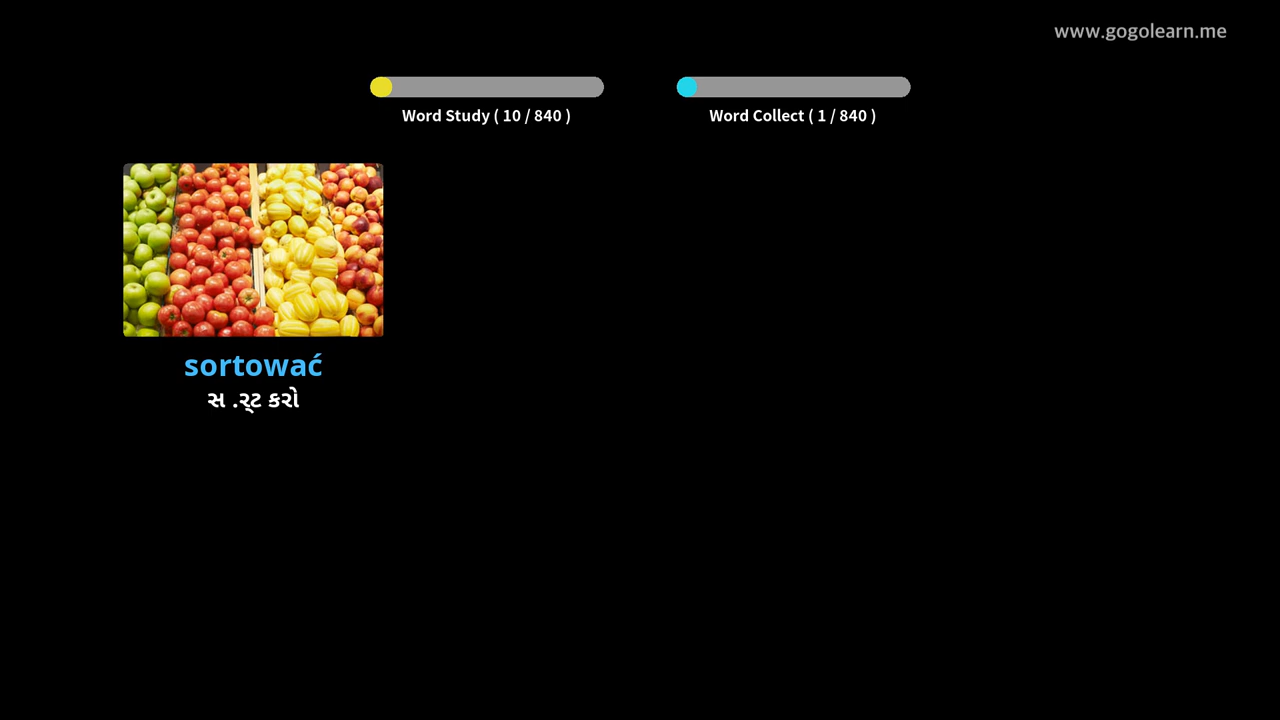 www.gogolearn.me
Word Study ( 10 / 840 )
Word Collect ( 1 / 840 )
sortować
સ .ર્ટ કરો